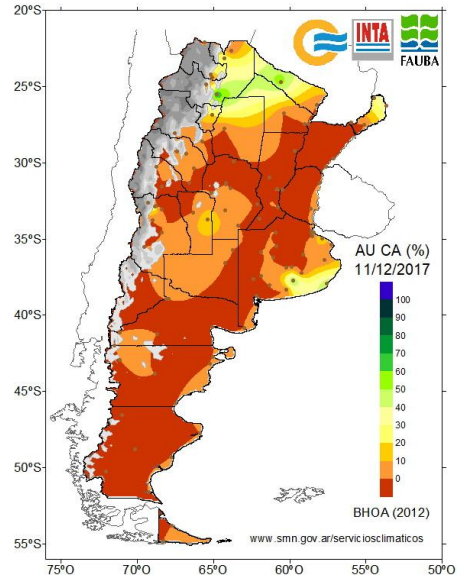 20°S
25°S
30°S
35°S
40°S
45°S
50°S
55°S
INTA
FAUBA
AU CA (%)
11/12/2017
100
90
80
70
60
50
40
30
20
10
0
BHOA (2012)
www.smn.gov.ar/serviciosclimaticos
75°O
70°O
65°O
60°O
55°O
50°O